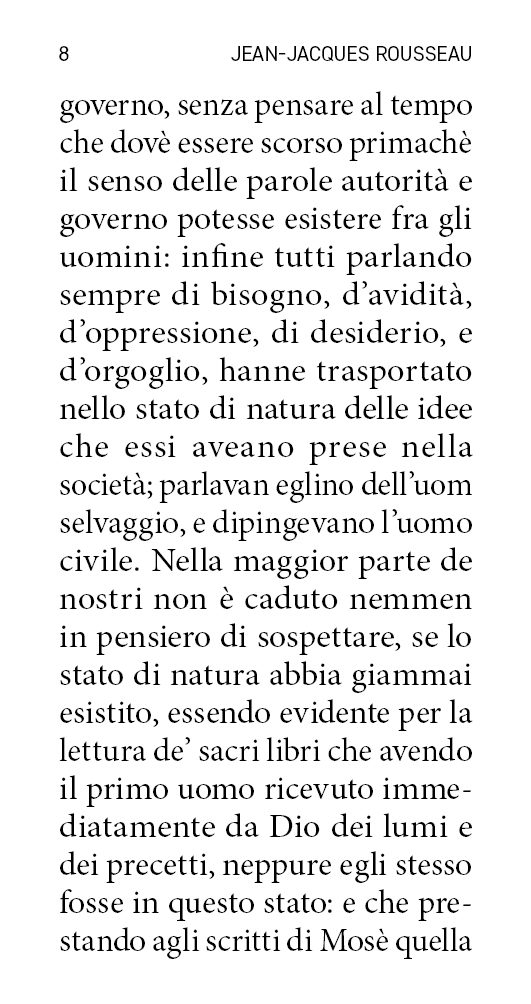 8 JEAN-JACQUES ROUSSEAU
governo, senza pensare al tempo
che dovè essere scorso primachè
il senso delle parole autorità e
governo potesse esistere fra gli
uomini: infine tutti parlando
sempre di bisogno, d’avidità,
d’oppressione, di desiderio, e
d’orgoglio, hanne trasportato
nello stato di natura delle idee
che essi aveano prese nella
società; parlavan eglino dell’uom
selvaggio, e dipingevano l’uomo
civile. Nella maggior parte de
nostri non è caduto nemmen
in pensiero di sospettare, se lo
stato di natura abbia giammai
esistito, essendo evidente per la
lettura de’ sacri libri che avendo
il primo uomo ricevuto imme-
diatamente da Dio dei lumi e
dei precetti, neppure egli stesso
fosse in questo stato: e che pre-
stando agli scritti di Mosè quella